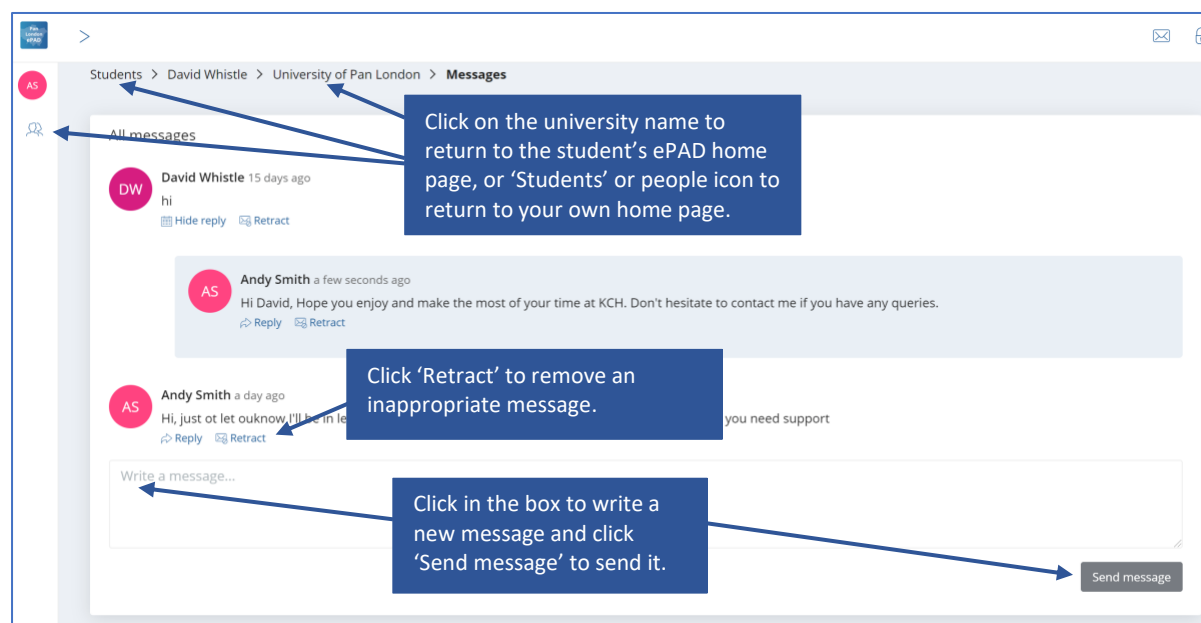 Pan
London
ePAD
>
Students > David Whistle > University of Pan London > Messages
AS
Click on the university name to
return to the student's ePAD home
page, or 'Students' or people icon to
return to your own home page.
All messages
DW
David Whistle 15 days ago
hi
Hide reply Retract
AS
Andy Smith a few seconds ago
Hi David, Hope you enjoy and make the most of your time at KCH. Don't hesitate to contact me if you have any queries.
Reply Retract
Click 'Retract' to remove an
inappropriate message.
AS
Andy Smith a day ago
Hi, just ot let ouknow,I'll be in le
you need support
Reply Retract
Write a message...
Click in the box to write a
new message and click
'Send message' to send it.
Send message